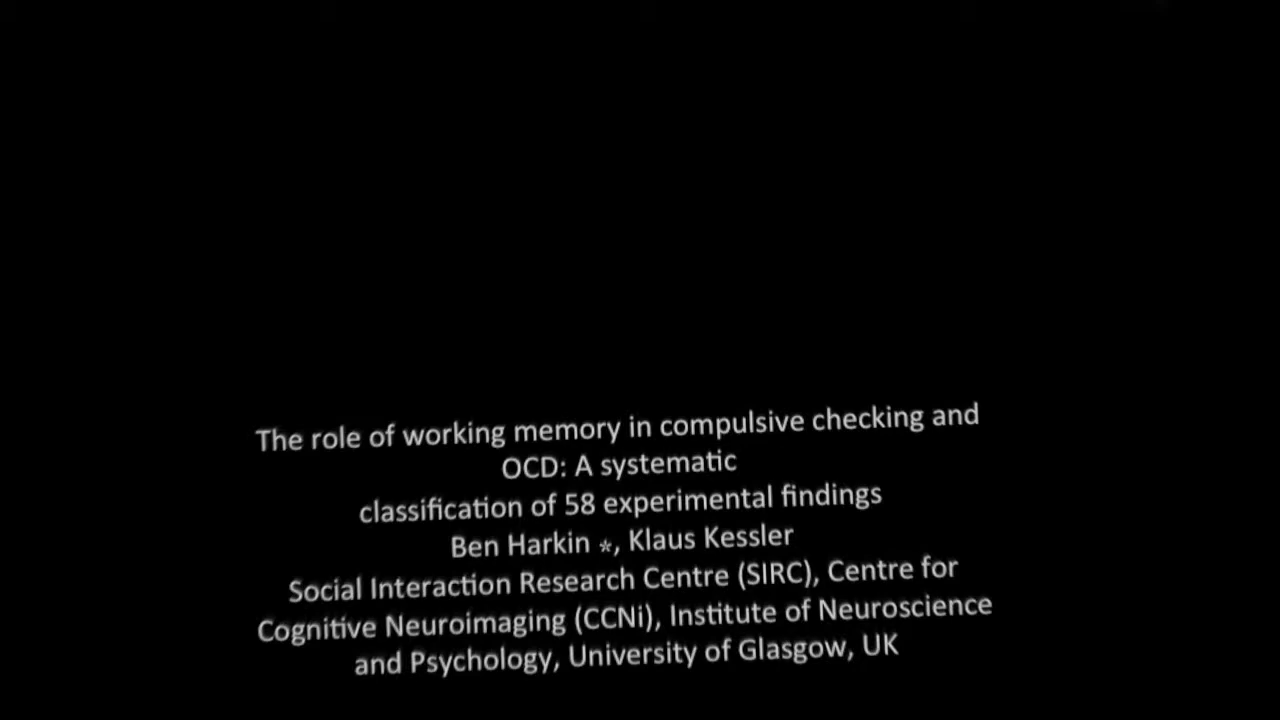 The role of working memory in compulsive checking and
OCD: A systematic
classification of 58 experimental findings
Ben Harkin *, Klaus Kessler
Social Interaction Research Centre (SIRC), Centre for
Cognitive Neuroimaging (CCNi), Institute of Neuroscience
and Psychology, University of Glasgow, UK